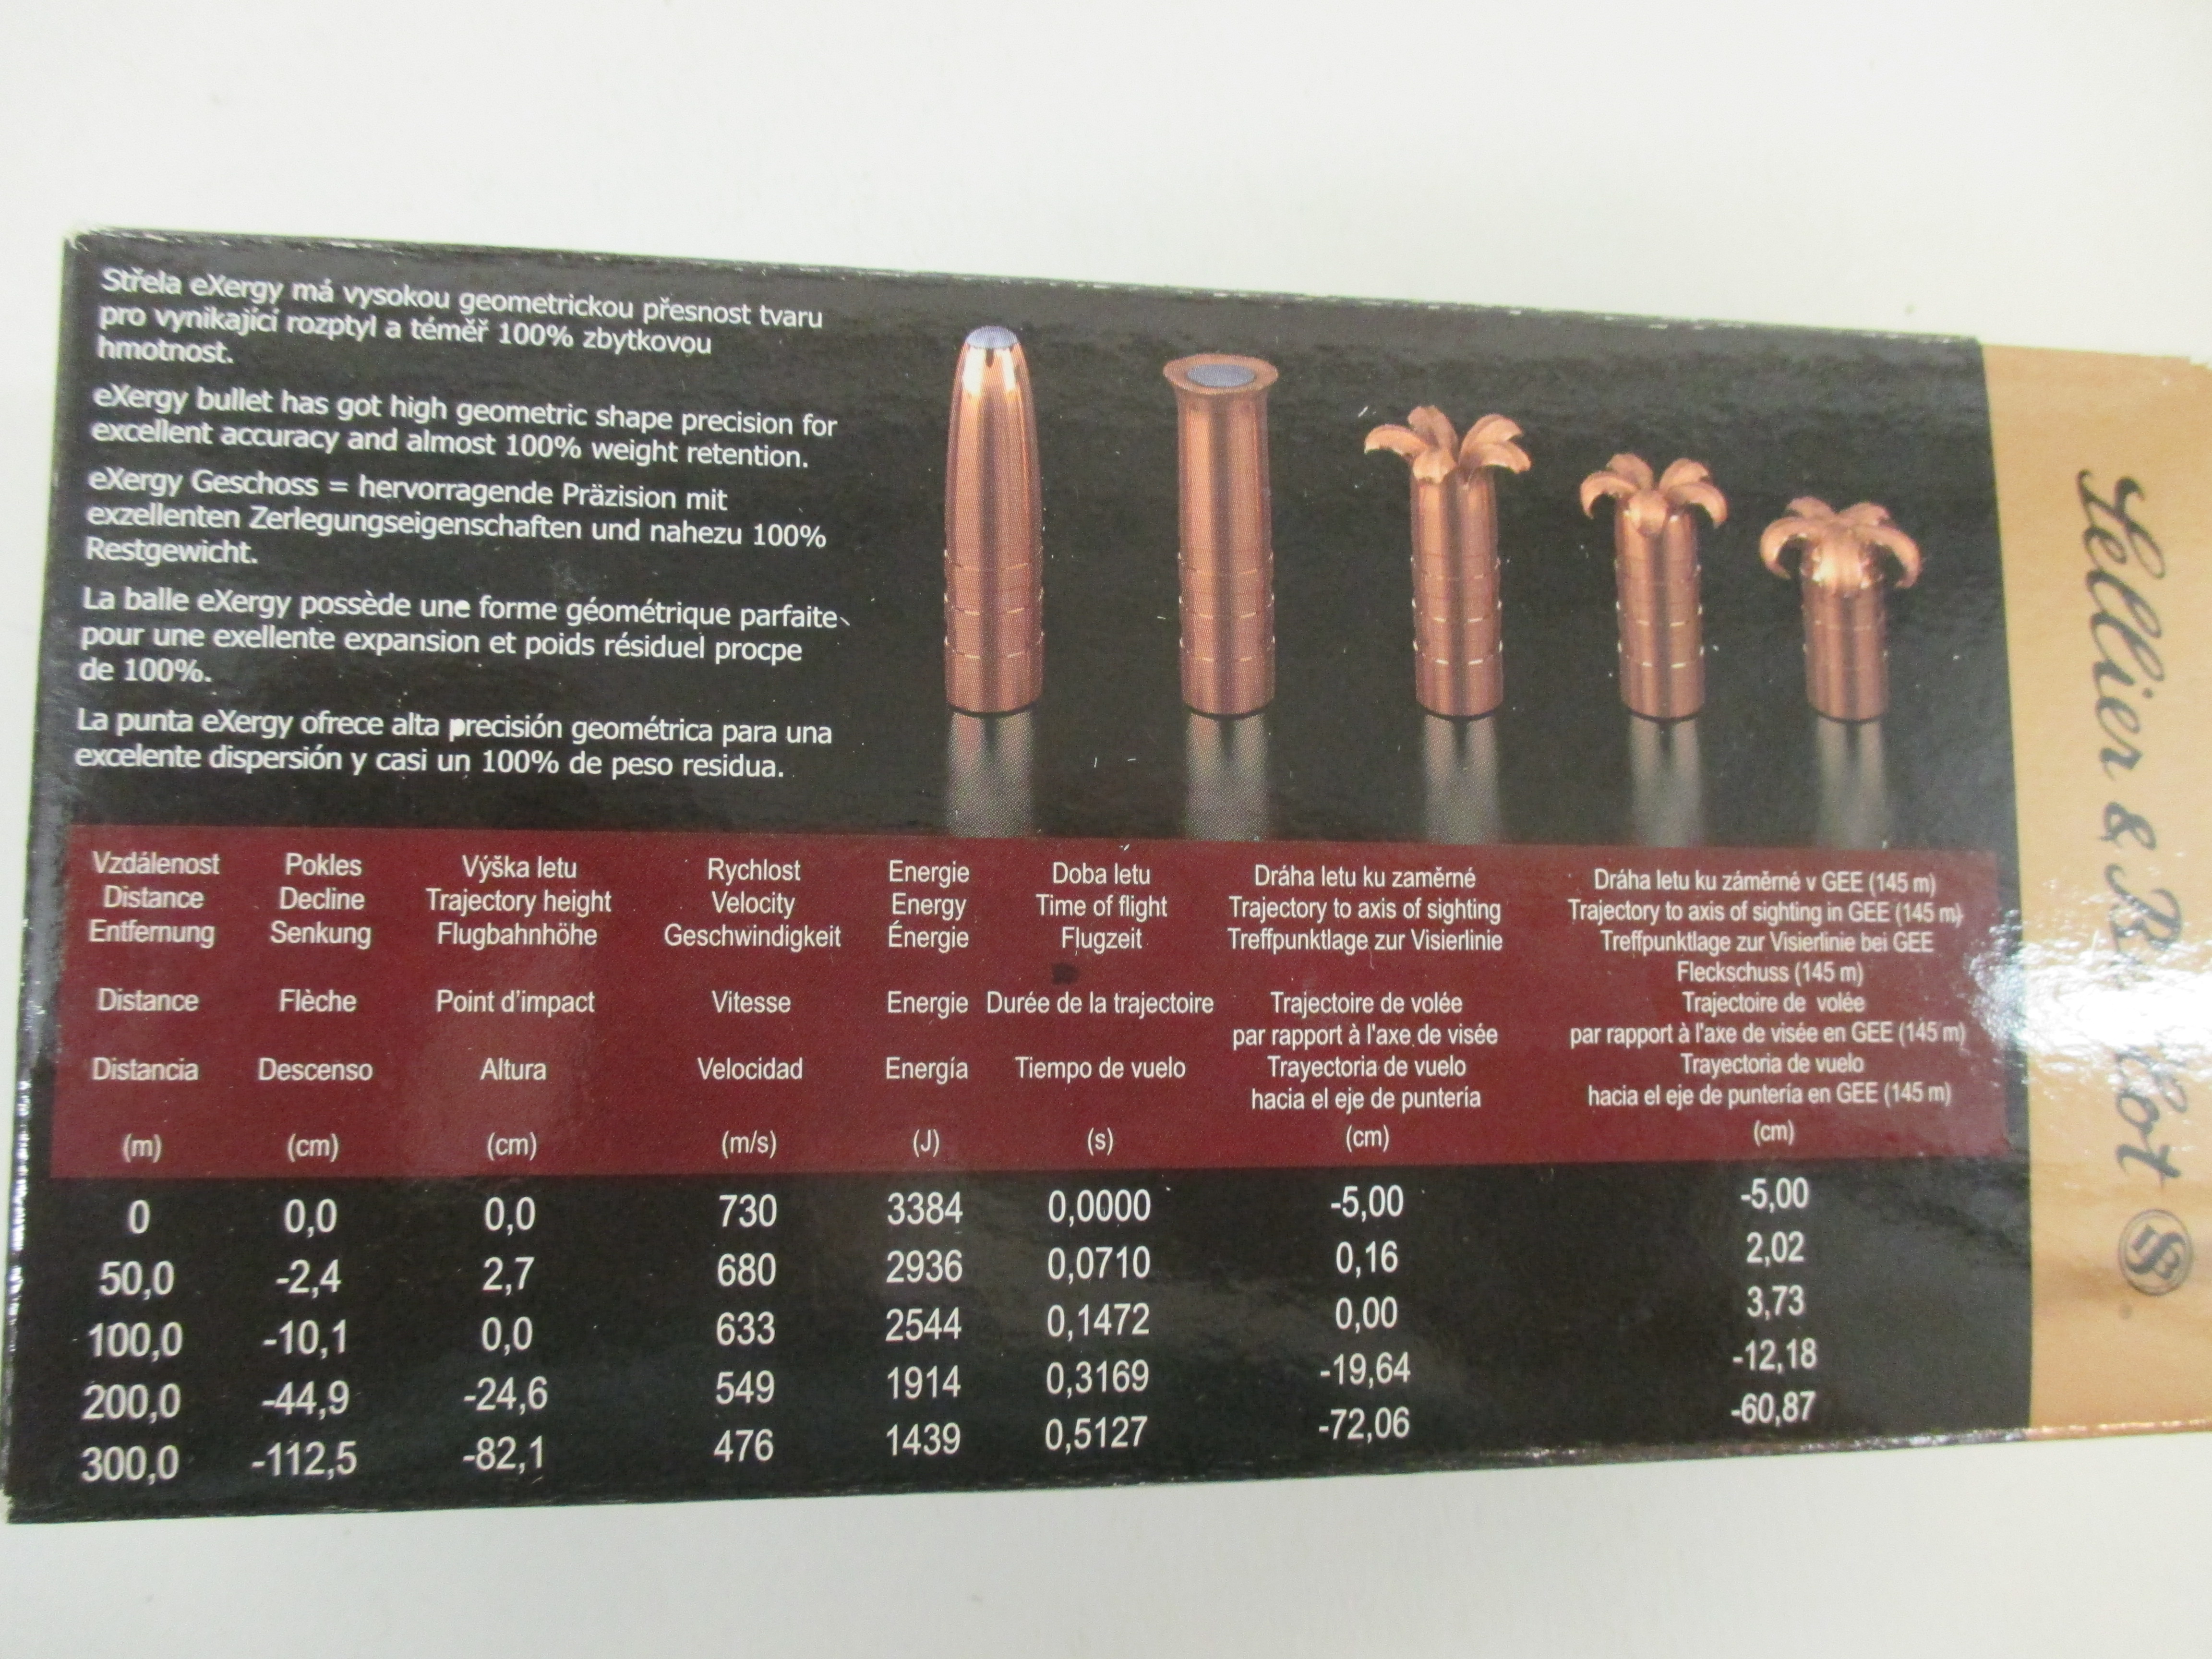 Střela eXergy má vysokou geometrickou přesnost tvaru
pro vynikající rozptyl a téměř 100% zbytkovou
hmotnost.
eXergy bullet has got high geometric shape precision for
excellent accuracy and almost 100% weight retention.
eXergy Geschoss = hervorragende Präzision mit
exzellenten Zerlegungseigenschaften und nahezu 100%
Restgewicht.
La balle eXergy possède une forme géométrique parfaite
pour une exellente expansion et poids résiduel procpe
de 100%.
La punta eXergy ofrece alta precisión geométrica para una
excelente dispersión y casi un 100% de peso residua.
Vzdálenost Pokles Výška letu Rychlost Energie Doba letu Dráha letu ku zaměrné Dráha letu ku záměrné v GEE (145 m)
Distance Decline Trajectory height Velocity Energy Time of flight Trajectory to axis of sighting Trajectory to axis of sighting in GEE (145 m)
Entfernung Senkung Flugbahnhöhe Geschwindigkeit Énergie Flugzeit Treffpunktlage zur Visierlinie Treffpunktlage zur Visierlinie bei GEE
Fleckschuss (145 m)
Distance Flèche Point d'impact Vitesse Energie Durée de la trajectoire Trajectoire de volée Trajectoire de volée
par rapport à l'axe de visée par rapport à l'axe de visée en GEE (145 m)
Distancia Descenso Altura Velocidad Energía Tiempo de vuelo Trayectoria de vuelo Trayectoria de vuelo
hacia el eje de puntería hacia el eje de puntería en GEE (145 m)
(m) (cm) (cm) (m/s) (J) (s) (cm) (cm)
0 0,0 0,0 730 3384 0,0000 -5,00 -5,00
50,0 -2,4 2,7 680 2936 0,0710 0,16 2,02
100,0 -10,1 0,0 633 2544 0,1472 0,00 3,73
200,0 -44,9 -24,6 549 1914 0,3169 -19,64 -12,18
300,0 -112,5 -82,1 476 1439 0,5127 -72,06 -60,87
Sellier &